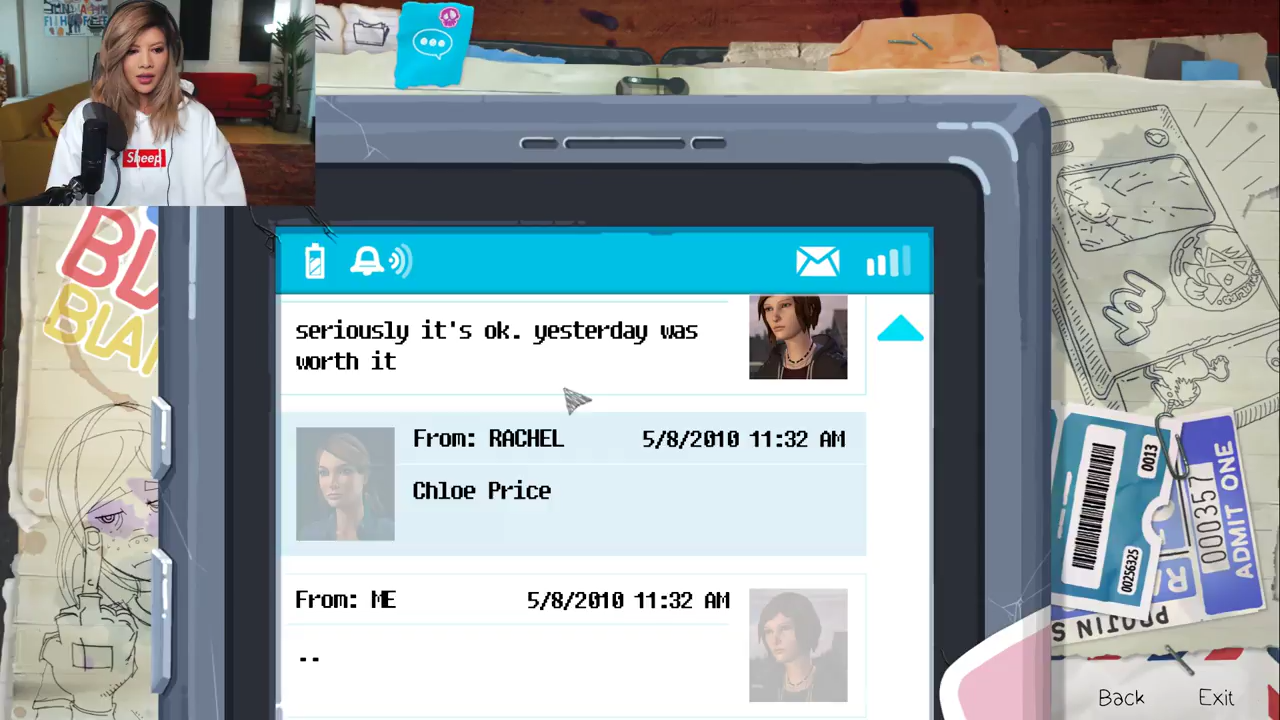 Sheep
seriously it's ok. yesterday was
worth it
From: RACHEL 5/8/2010 11:32 AM
Chloe Price
From: ME 5/8/2010 11:32 AM
..
0013
00256325
000357
ADMIT ONE
Back
Exit